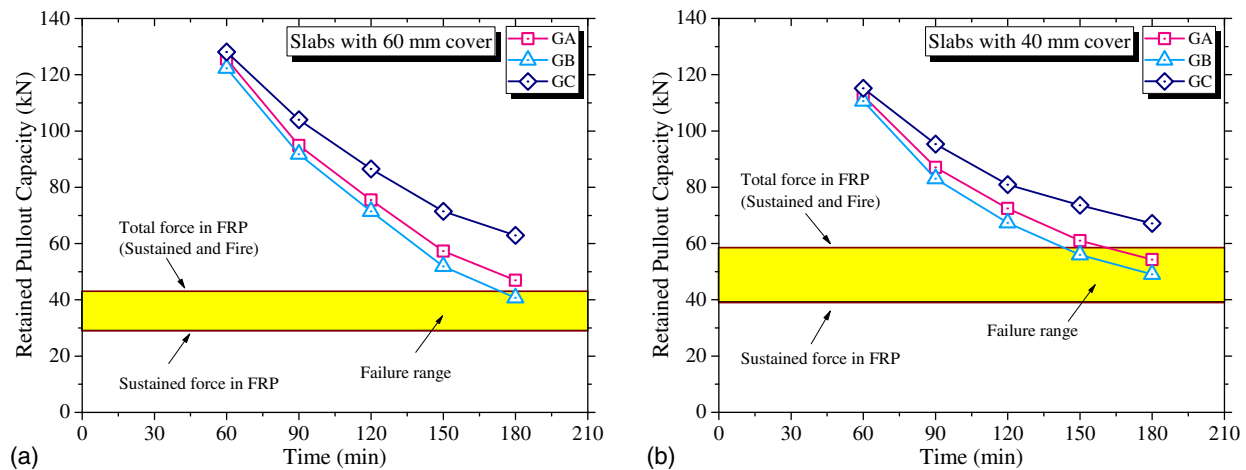 140
120
100
80
60
40
20
0
Retained Pullout Capacity (kN)
Slabs with 60 mm cover
GA
GB
GC
Total force in FRP
(Sustained and Fire)
Failure range
Sustained force in FRP
0 30 60 90 120 150 180 210
Time (min)
(a)
140
120
100
80
60
40
20
0
Retained Pullout Capacity (kN)
Slabs with 40 mm cover
GA
GB
GC
Total force in FRP
(Sustained and Fire)
Failure range
Sustained force in FRP
0 30 60 90 120 150 180 210
Time (min)
(b)